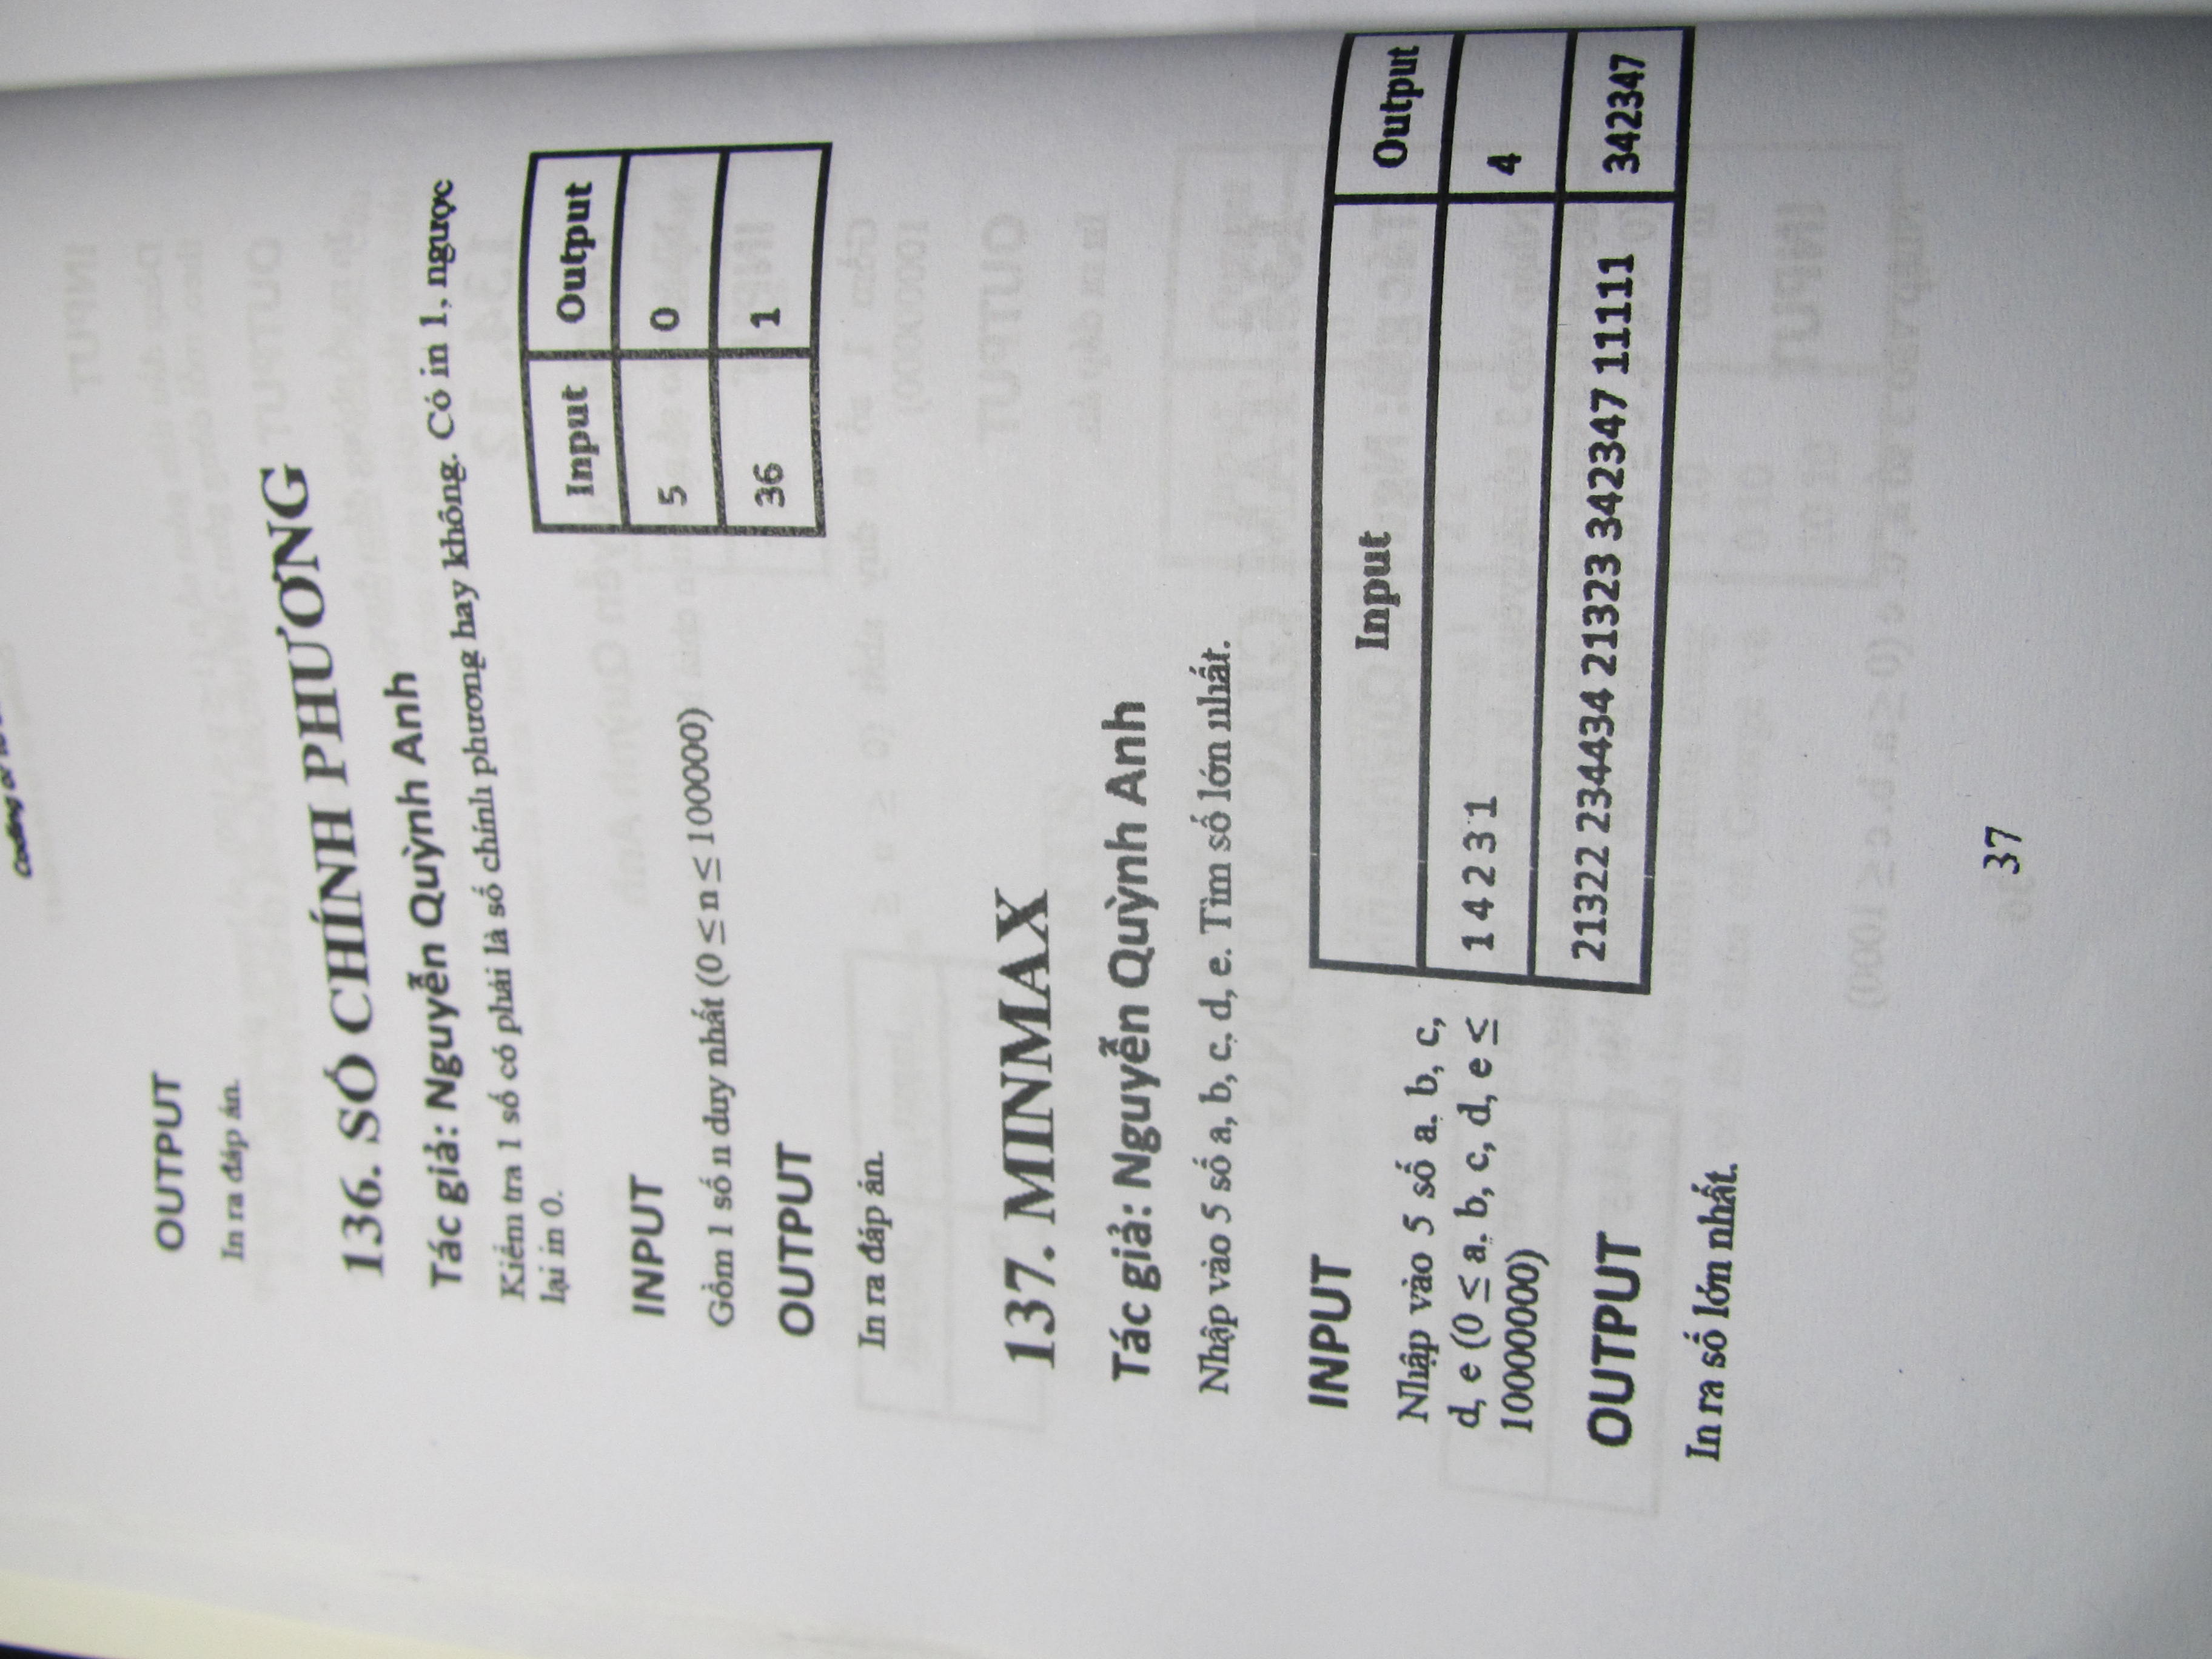 Coding or to
OUTPUT
In ra đáp án.
136. SỐ CHÍNH PHƯƠNG
Tác giả: Nguyễn Quỳnh Anh
Kiểm tra 1 số có phải là số chính phương hay không. Có in 1, ngược
lại in 0.
INPUT
Gồm 1 số n duy nhất (0 ≤ n ≤ 100000)
OUTPUT
In ra đáp án.
Input Output
5 0
36 1
137. MINMAX
Tác giả: Nguyễn Quỳnh Anh
Nhập vào 5 số a, b, c, d, e. Tìm số lớn nhất.
INPUT
Nhập vào 5 số a, b, c,
d, e (0 ≤ a, b, c, d, e ≤
10000000)
OUTPUT
In ra số lớn nhất.
Input Output
1 4 2 3 1 4
21322 234434 21323 342347 11111 342347
37